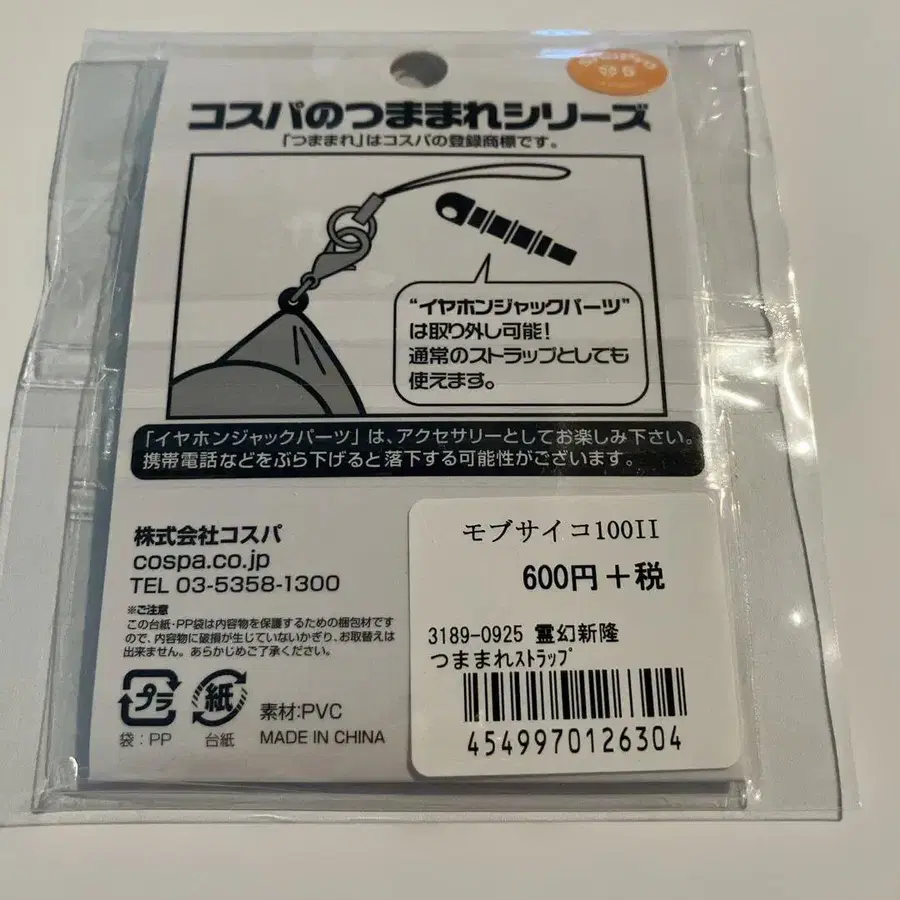 コスパのつままれシリーズ
「つままれ」はコスパの登録商標です。
“イヤホンジャックパーツ”
は取り外し可能!
通常のストラップとしても
使えます。
「イヤホンジャックパーツ」は、アクセサリーとしてお楽しみ下さい。
携帯電話などをぶら下げると落下する可能性がございます。
株式会社コスパ
cospa.co.jp
TEL 03-5358-1300
※ご注意
この台紙・PP袋は内容物を保護するための梱包材ですので
、内容物に破損が生じていないかぎり、お取替えは
出来ません。あらかじめご了承ください。
プラ
紙
袋:PP
台紙
素材:PVC
MADE IN CHINA
モブサイコ100II
600円+税
3189-0925 霊幻新隆
つままれストラップ
4549970126304